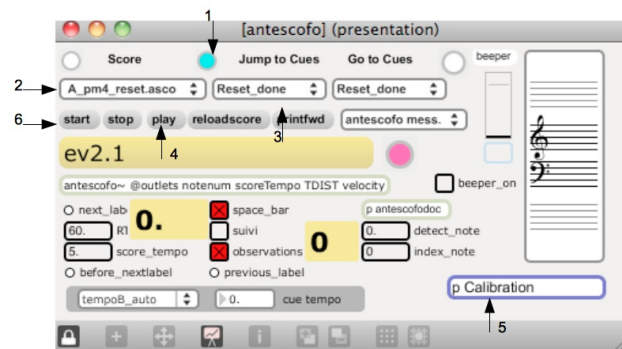 1
[antescofo] (presentation)
Score Jump to Cues Go to Cues beeper
2 A_pm4_reset.asco Reset_done Reset_done
6 start stop play reloadscore printfwd antescofo mess.
4 3
ev2.1
antescofo~ @outlets notenum scoreTempo TDIST velocity beeper_on
next_lab 0. space_bar p antescofodoc
60. RT suivi 0 0. detect_note
5. score_tempo observations 0 index_note
before_nextlabel previous_label
tempoB_auto 0. cue tempo p Calibration
5
i